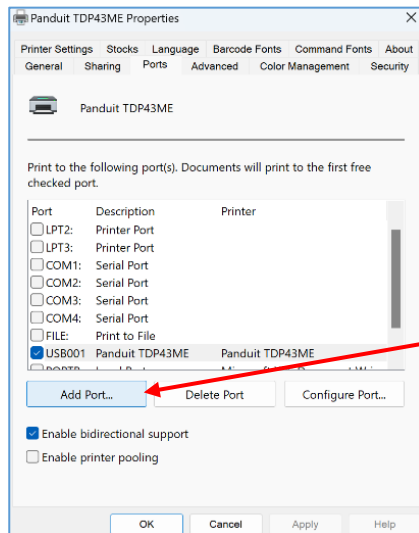 Panduit TDP43ME Properties
Printer Settings Stocks Language Barcode Fonts Command Fonts About
General Sharing Ports Advanced Color Management Security
Panduit TDP43ME
Print to the following port(s). Documents will print to the first free
checked port.
Port Description Printer
LPT2: Printer Port
LPT3: Printer Port
COM1: Serial Port
COM2: Serial Port
COM3: Serial Port
COM4: Serial Port
FILE: Print to File
USB001 Panduit TDP43ME Panduit TDP43ME
Add Port... Delete Port Configure Port...
Enable bidirectional support
Enable printer pooling
OK Cancel Apply Help